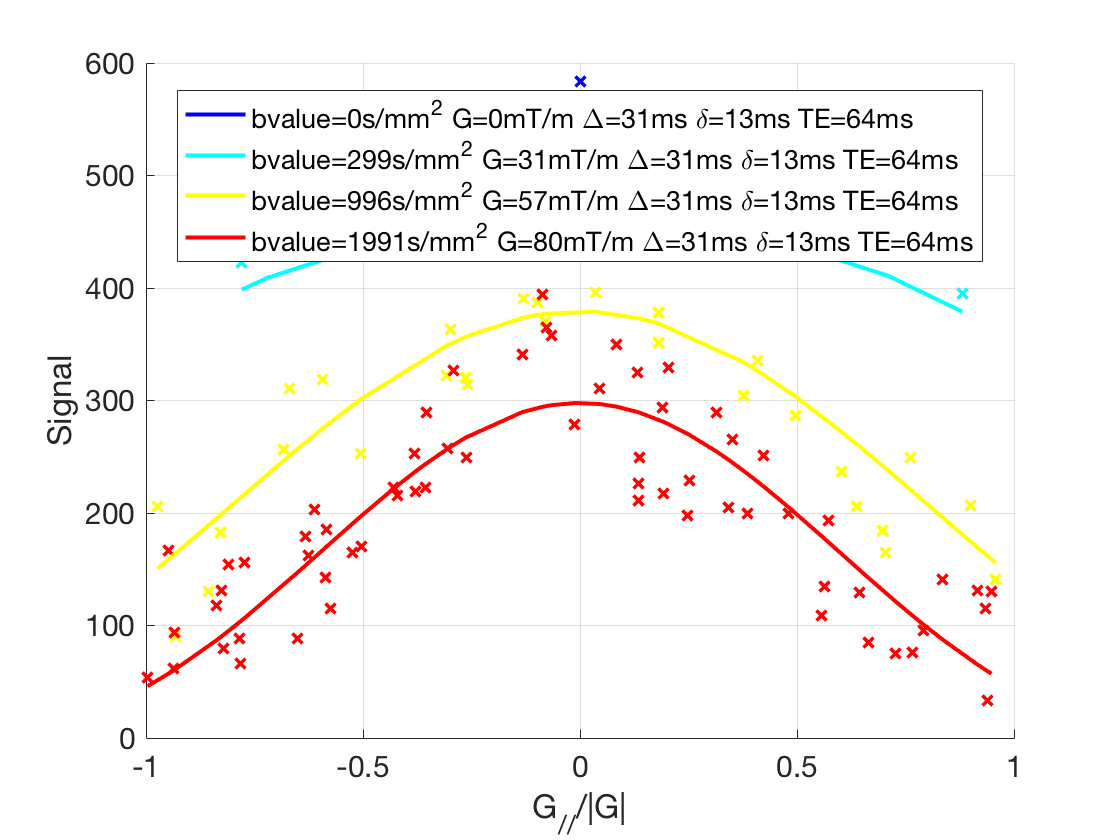 600
500
400
300
200
100
0
Signal
bvalue=0s/mm² G=0mT/m Δ=31ms δ=13ms TE=64ms
bvalue=299s/mm² G=31mT/m Δ=31ms δ=13ms TE=64ms
bvalue=996s/mm² G=57mT/m Δ=31ms δ=13ms TE=64ms
bvalue=1991s/mm² G=80mT/m Δ=31ms δ=13ms TE=64ms
-1 -0.5 0 0.5 1
G_///|G|